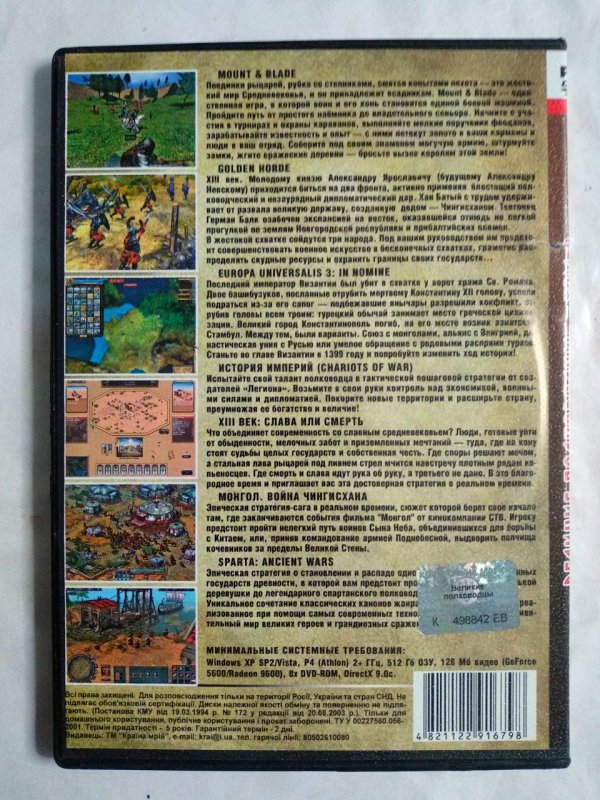 MOUNT & BLADE
Поединки рыцарей, рубка со степняками, смятая копытами пехота — это жесто-
кий мир Средневековья, и он принадлежит всадникам. Mount & Blade — един-
ственная игра, в которой воин и его конь становятся единой боевой машиной.
Пройдите путь от простого наёмника до владетельного сеньора. Начните с уча-
стия в турнирах и охраны караванов, выполняйте мелкие поручения феодалов,
зарабатывайте известность и опыт — с ними потекут золото в ваши карманы и
люди в ваш отряд. Соберите под своим знаменем могучую армию, штурмуйте
замки, жгите вражеские деревни — бросьте вызов королям этой земли!
GOLDEN HORDE
XIII век. Молодому князю Александру Ярославичу (будущему Александру
Невскому) приходится биться на два фронта, активно применяя блестящий пол-
ководческий и незаурядный дипломатический дар. Хан Батый с трудом удержи-
вает от развала великую державу, созданную дедом — Чингисханом. Тевтонец
Герман Балк озабочен экспансией на восток, оказавшейся отнюдь не легкой
прогулкой по землям Новгородской республики и прибалтийских племен.
В жестокой схватке сойдутся три народа. Под вашим руководством им предсто-
ит совершенствовать военное искусство в бесконечных схватках, грамотно рас-
пределять скудные ресурсы и охранять границы своих государств...
EUROPA UNIVERSALIS 3: IN NOMINE
Последний император Византии был убит в схватке у ворот храма Св. Романа.
Двое башибузуков, посланные отрубить мертвому Константину XII голову, успели
подраться из-за его сапог — подбежавшие янычары разрешили конфликт, от-
рубив головы всем троим: турецкий обычай занимает место греческой цивили-
зации. Великий город Константинополь погиб, на его месте возник азиатский
Стамбул. Между тем, были варианты. Союз с монголами, альянс с Венгрией, ди-
настическая уния с Русью или умелое обращение с родовыми распрями турков.
Станьте во главе Византии в 1399 году и попробуйте изменить ход истории!
ИСТОРИЯ ИМПЕРИЙ (CHARIOTS OF WAR)
Испытайте свой талант полководца в тактической пошаговой стратегии от соз-
дателей «Легиона». Возьмите в свои руки контроль над экономикой, военны-
ми силами и дипломатией. Покорите новые территории и расширьте страну,
преумножая ее богатство и величие!
XIII ВЕК: СЛАВА ИЛИ СМЕРТЬ
Что объединяет современность со славным средневековьем? Люди, готовые уйти
от обыденности, мелочных забот и приземленных мечтаний — туда, где на кону
стоят судьбы целых государств и собственная честь. Где споры решают мечом,
а стальная лава рыцарей под ливнем стрел мчится навстречу плотным рядам ко-
пьеносцев. Где смерть и слава идут рука об руку, а третьего не дано. В это благо-
родное время и приглашает вас эта достоверная стратегия в реальном времени.
МОНГОЛ. ВОЙНА ЧИНГИСХАНА
Эпическая стратегия-сага в реальном времени, сюжет которой берет свое начало
там, где заканчиваются события фильма "Монгол" от кинокомпании СТВ. Игроку
предстоит пройти нелегкий путь воинов Сына Неба, объединившихся для борьбы
с Китаем, или, приняв командование армией Поднебесной, выдворить полчища
кочевников за пределы Великой Стены.
SPARTA: ANCIENT WARS
Эпическая стратегия о становлении и распаде одно
государств древности, в которой вам предстоит про
деревушки до легендарного спартанского полково
Уникальное сочетание классических канонов жанра
лизованное при помощи самых современных техно
тельный мир великих героев и грандиозных сраже
Великие
полководцы
К 498842 ЕВ
МИНИМАЛЬНЫЕ СИСТЕМНЫЕ ТРЕБОВАНИЯ:
Windows XP SP2/Vista, P4 (Athlon) 2+ ГГц, 512 Гб ОЗУ, 128 Мб видео (GeForce
5600/Radeon 9600), 8x DVD-ROM, DirectX 9.0c.
Всі права захищені. Для розповсюдження тільки на території Росії, України та стран СНД. Не
підлягає обов'язковій сертифікації. Диски належної якості обміну та поверненню не підля-
гають. (Постанова КМУ від 19.03.1994 р. № 172 у редакції від 20.08.2003 р.). Тільки для
домашнього користування, публічне користування і прокат заборонені. ТУ У 00227560.056-
2001. Термін придатності - 5 років. Гарантійний термін - 2 дні.
Видавець: ТМ "Країна мрій", e-mail: krai@i.ua, тел. гарячої лінії: 80502610080
4 821122 916798